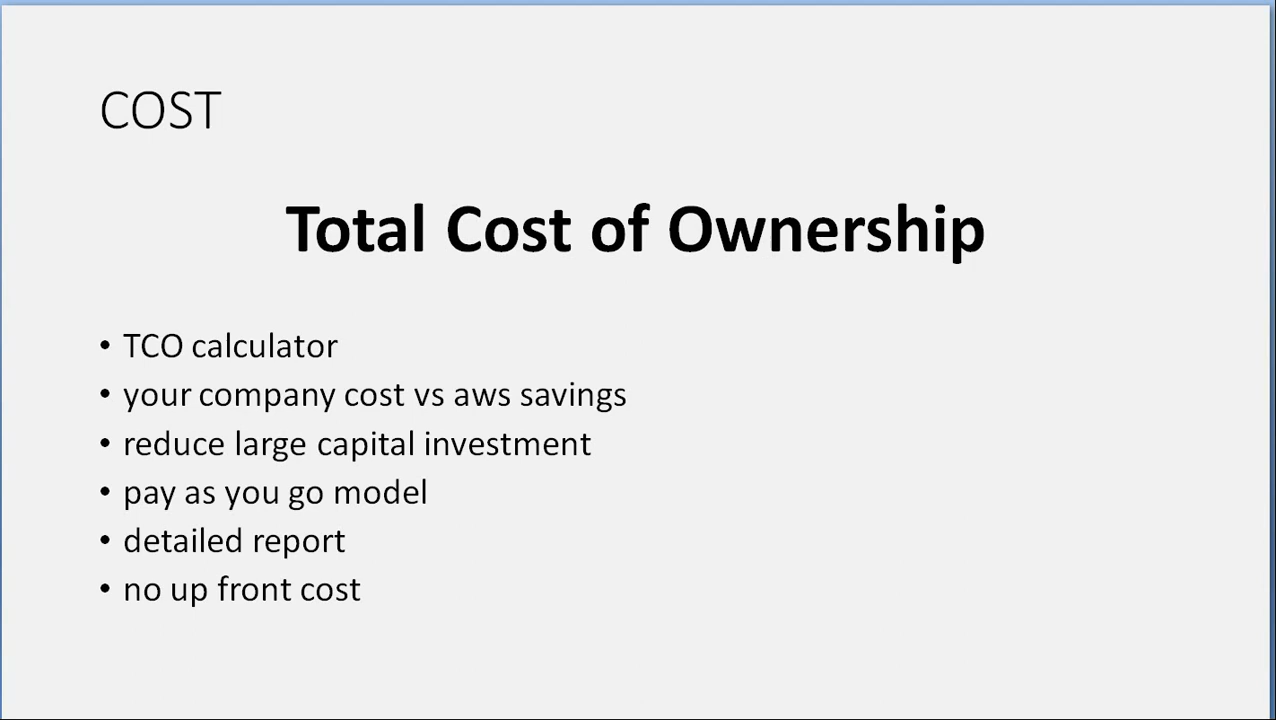 COST
Total Cost of Ownership
• TCO calculator
• your company cost vs aws savings
• reduce large capital investment
• pay as you go model
• detailed report
• no up front cost